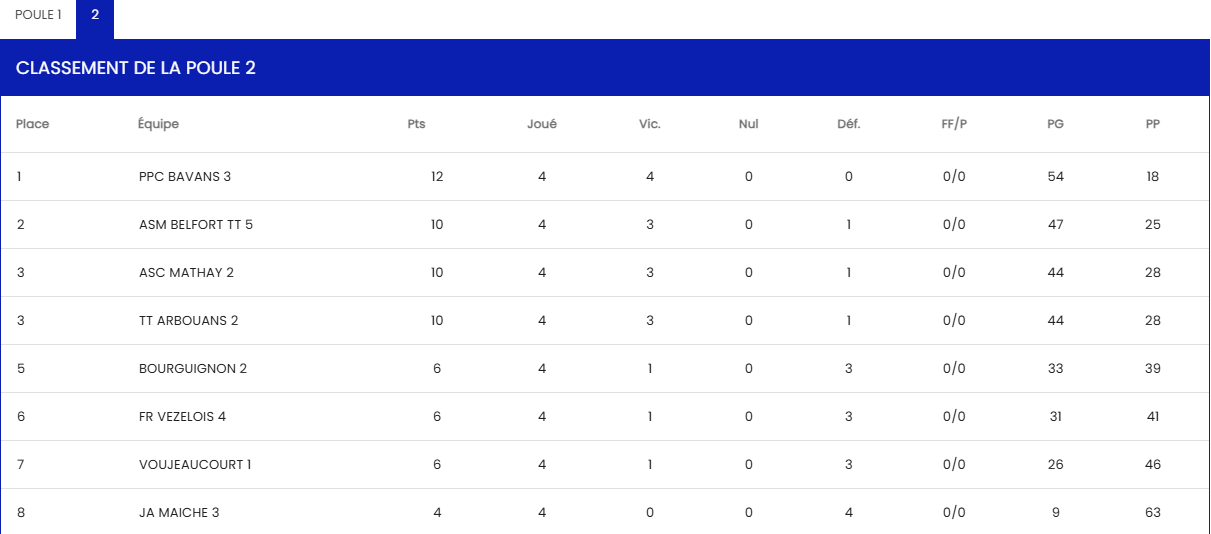 POULE 1 2
CLASSEMENT DE LA POULE 2
Place Équipe Pts Joué Vic. Nul Déf. FF/P PG PP
1 PPC BAVANS 3 12 4 4 0 0 0/0 54 18
2 ASM BELFORT TT 5 10 4 3 0 1 0/0 47 25
3 ASC MATHAY 2 10 4 3 0 1 0/0 44 28
3 TT ARBOUANS 2 10 4 3 0 1 0/0 44 28
5 BOURGUIGNON 2 6 4 1 0 3 0/0 33 39
6 FR VEZELOIS 4 6 4 1 0 3 0/0 31 41
7 VOUJEAUCOURT 1 6 4 1 0 3 0/0 26 46
8 JA MAICHE 3 4 4 0 0 4 0/0 9 63